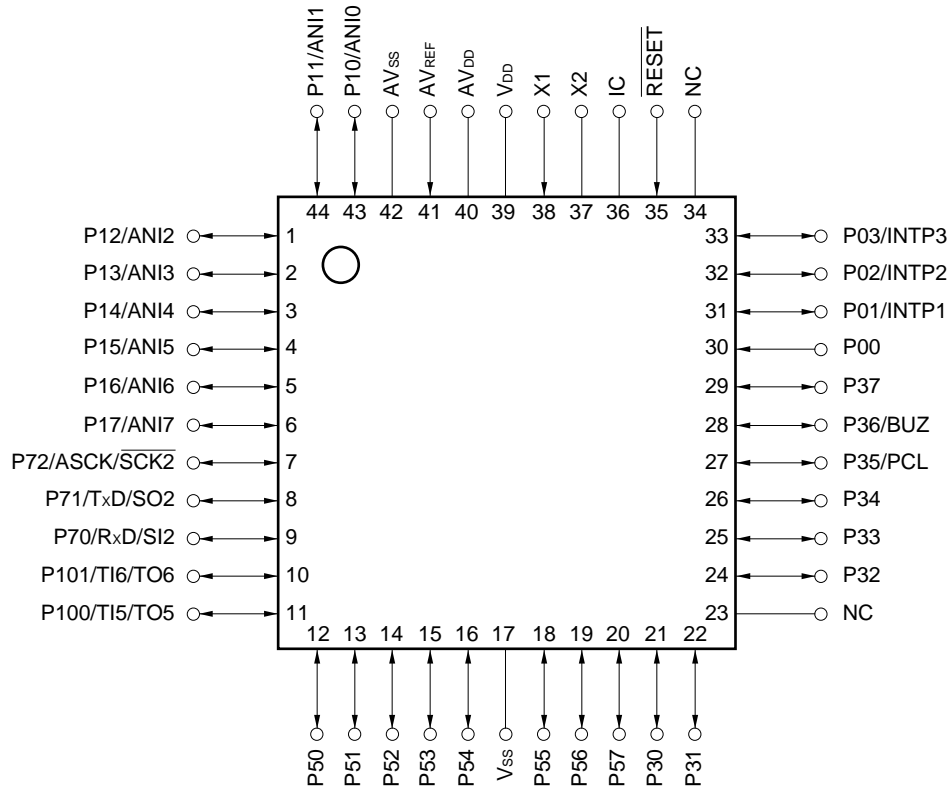 P11/ANI1
P10/ANI0
AVSS
AVREF
AVDD
VDD
X1
X2
IC
RESET
NC
44 43 42 41 40 39 38 37 36 35 34
P12/ANI2 1
P13/ANI3 2
P14/ANI4 3
P15/ANI5 4
P16/ANI6 5
P17/ANI7 6
P72/ASCK/SCK2 7
P71/TxD/SO2 8
P70/RxD/SI2 9
P101/TI6/TO6 10
P100/TI5/TO5 11
33 P03/INTP3
32 P02/INTP2
31 P01/INTP1
30 P00
29 P37
28 P36/BUZ
27 P35/PCL
26 P34
25 P33
24 P32
23 NC
12 13 14 15 16 17 18 19 20 21 22
P50
P51
P52
P53
P54
VSS
P55
P56
P57
P30
P31